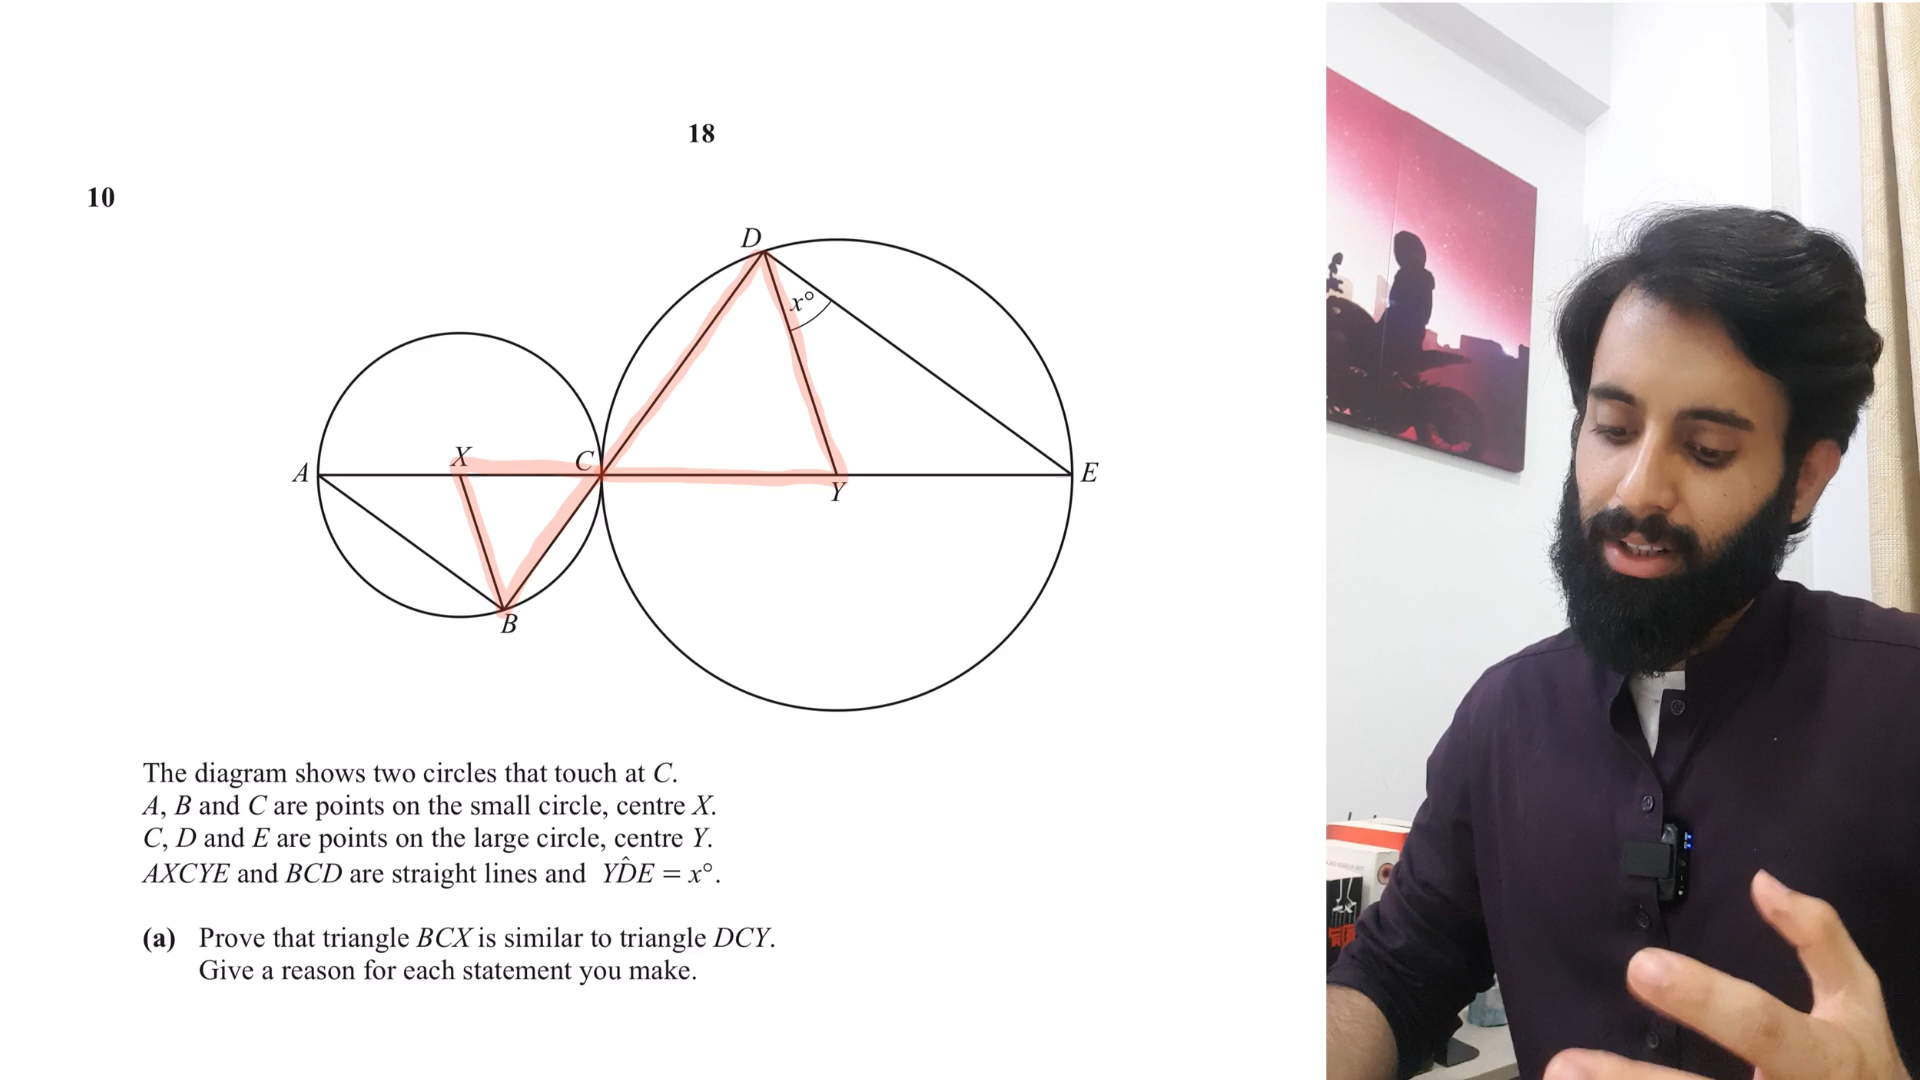 18
10
D
x°
X
C
A
E
Y
B
The diagram shows two circles that touch at C.
A, B and C are points on the small circle, centre X.
C, D and E are points on the large circle, centre Y.
AXCYE and BCD are straight lines and YD̂E = x°.
(a) Prove that triangle BCX is similar to triangle DCY.
Give a reason for each statement you make.